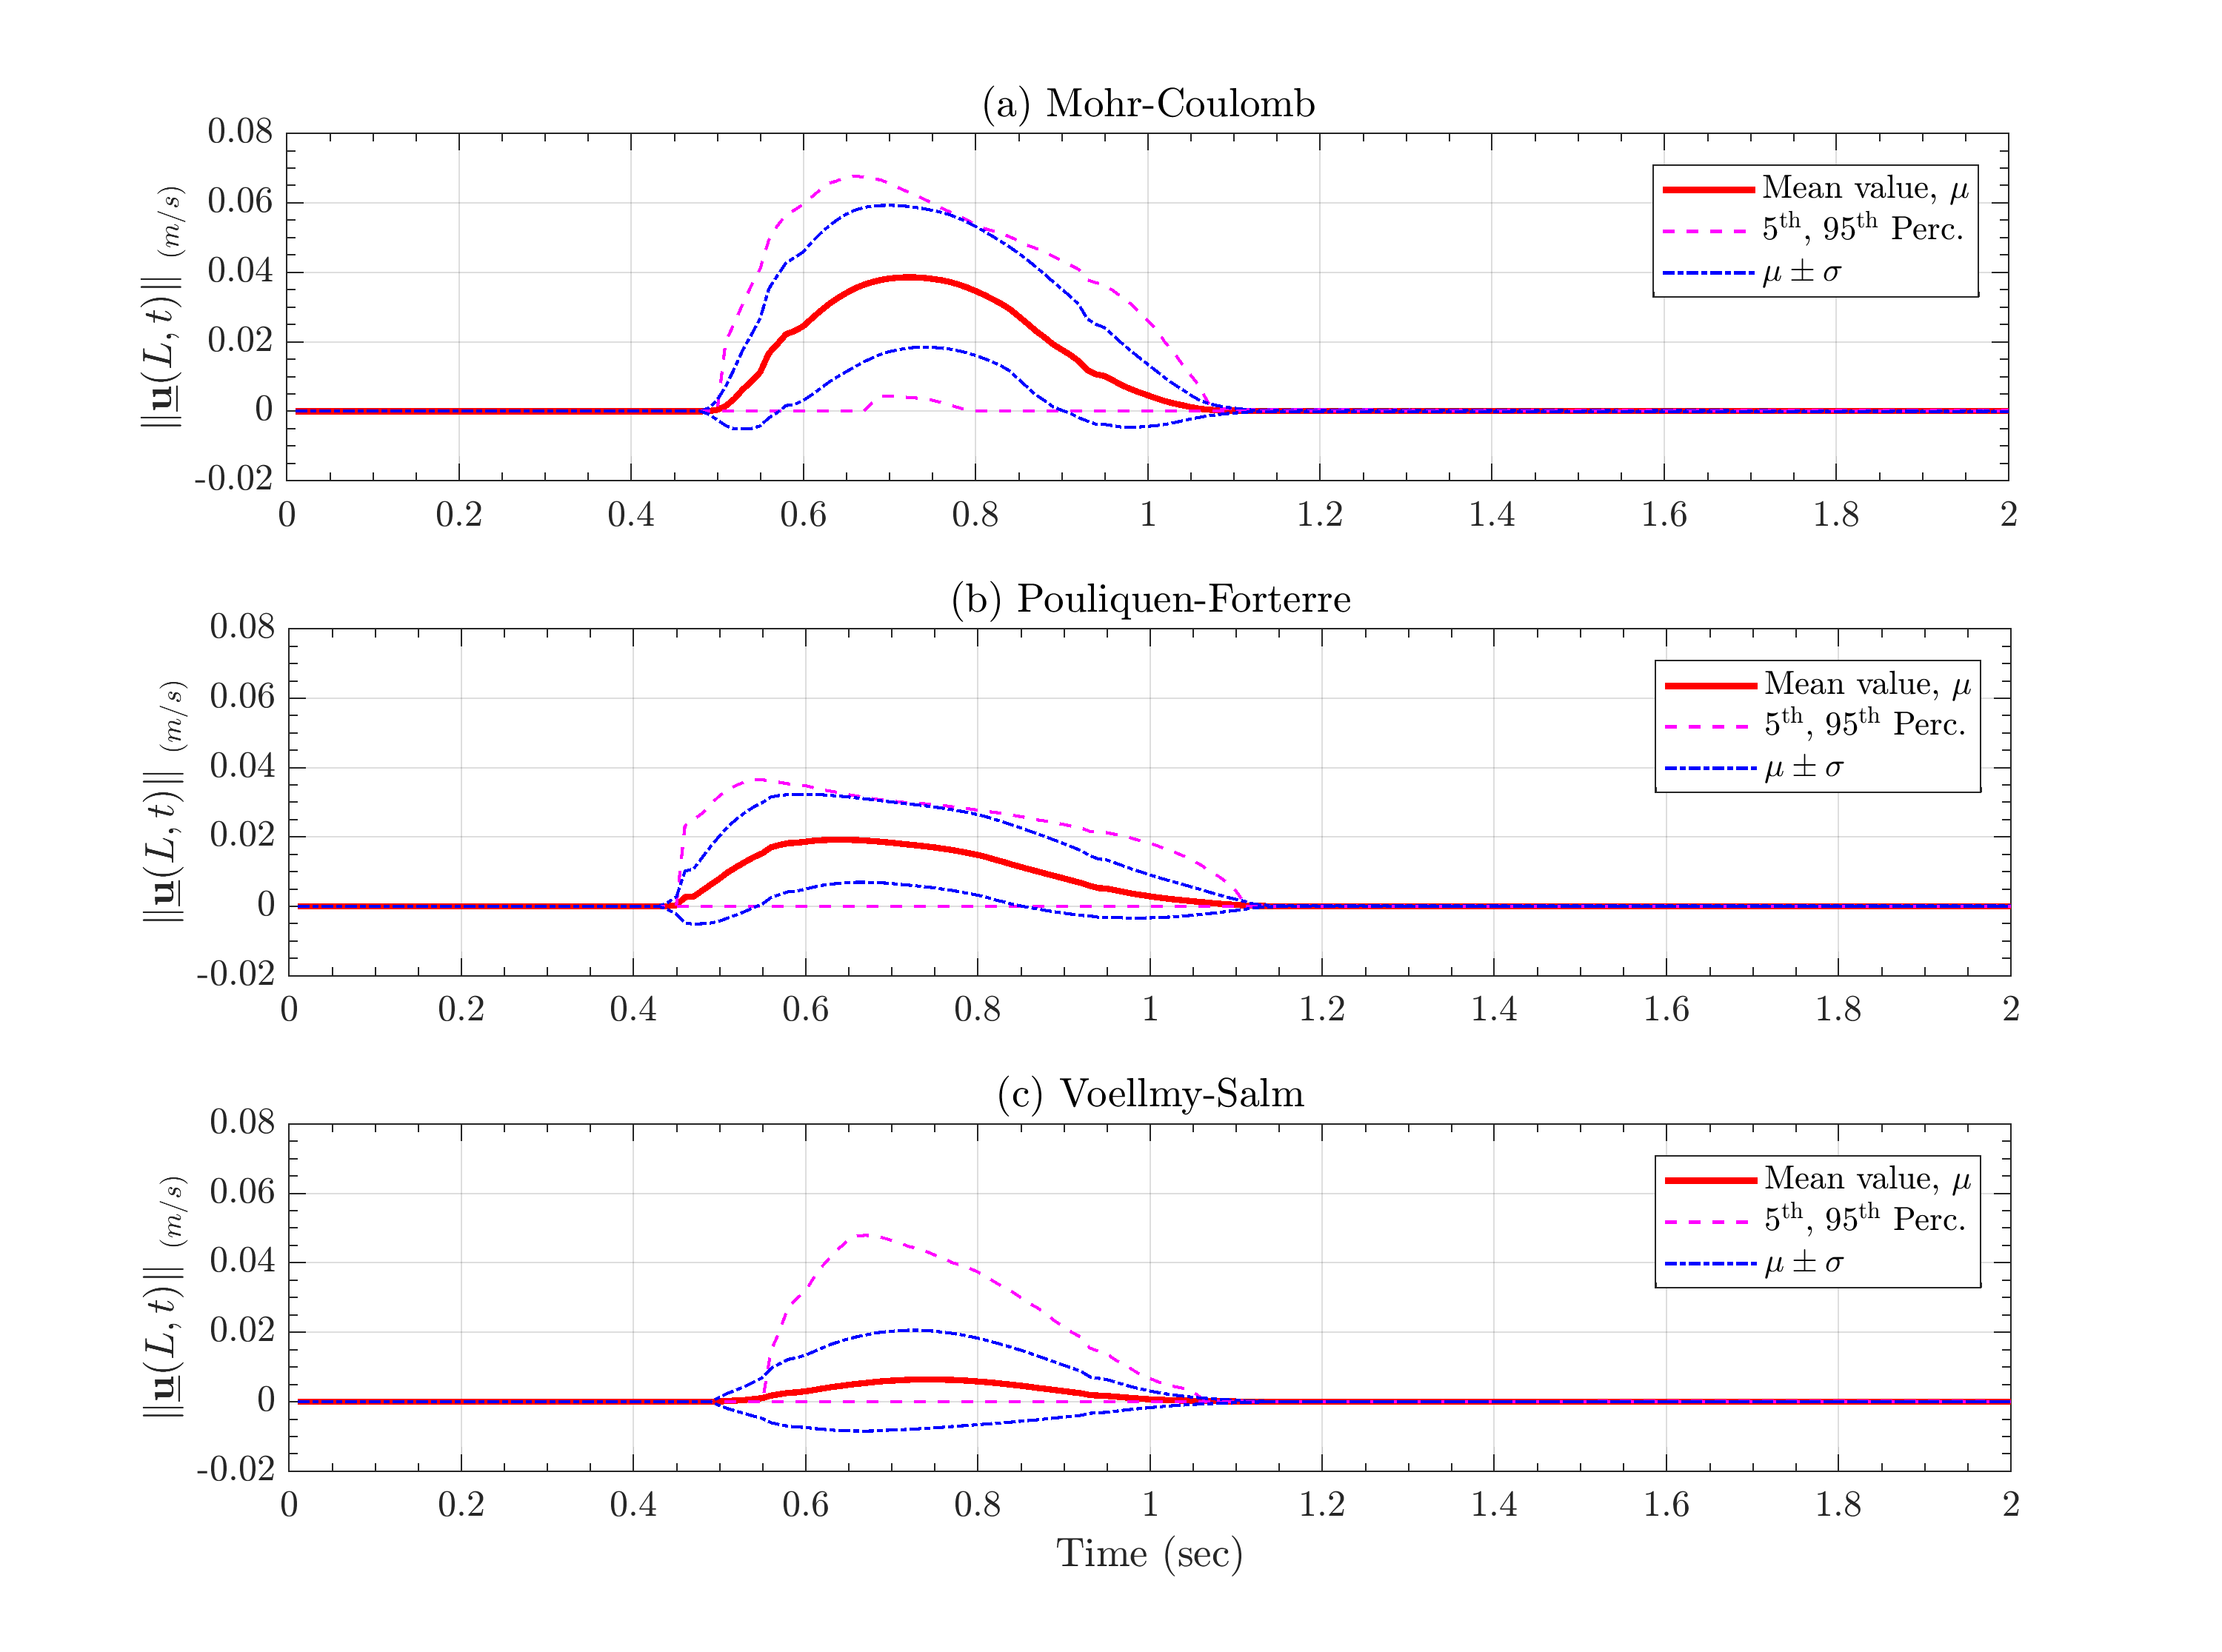 (a) Mohr-Coulomb
0.08
0.06
0.04
0.02
0
-0.02
||u(L, t)|| (m/s)
0 0.2 0.4 0.6 0.8 1 1.2 1.4 1.6 1.8 2
Mean value, μ
5th, 95th Perc.
μ ± σ
(b) Pouliquen-Forterre
0.08
0.06
0.04
0.02
0
-0.02
||u(L, t)|| (m/s)
0 0.2 0.4 0.6 0.8 1 1.2 1.4 1.6 1.8 2
Mean value, μ
5th, 95th Perc.
μ ± σ
(c) Voellmy-Salm
0.08
0.06
0.04
0.02
0
-0.02
||u(L, t)|| (m/s)
0 0.2 0.4 0.6 0.8 1 1.2 1.4 1.6 1.8 2
Mean value, μ
5th, 95th Perc.
μ ± σ
Time (sec)